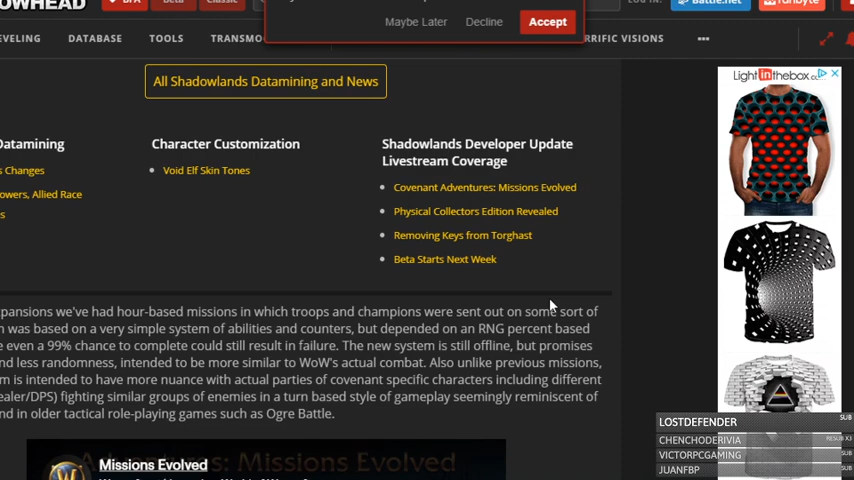 OWHEAD
BFA
Beta
Classic
LOG IN:
Battle.net
fanbyte
Maybe Later
Decline
Accept
EVELING
DATABASE
TOOLS
TRANSMO
RRIFIC VISIONS
All Shadowlands Datamining and News
Datamining
s Changes
owers, Allied Race
s
Character Customization
Void Elf Skin Tones
Shadowlands Developer Update
Livestream Coverage
Covenant Adventures: Missions Evolved
Physical Collectors Edition Revealed
Removing Keys from Torghast
Beta Starts Next Week
pansions we've had hour-based missions in which troops and champions were sent out on some sort of
n was based on a very simple system of abilities and counters, but depended on an RNG percent based
e even a 99% chance to complete could still result in failure. The new system is still offline, but promises
nd less randomness, intended to be more similar to WoW's actual combat. Also unlike previous missions,
m is intended to have more nuance with actual parties of covenant specific characters including different
ealer/DPS) fighting similar groups of enemies in a turn based style of gameplay seemingly reminiscent of
nd in older tactical role-playing games such as Ogre Battle.
Adventures: Missions Evolved
Missions Evolved
Lightinthebox.c
LOSTDEFENDER SUB
CHENCHODERIVIA RESUB X3
VICTORPCGAMING SUB
JUANFBP SUB